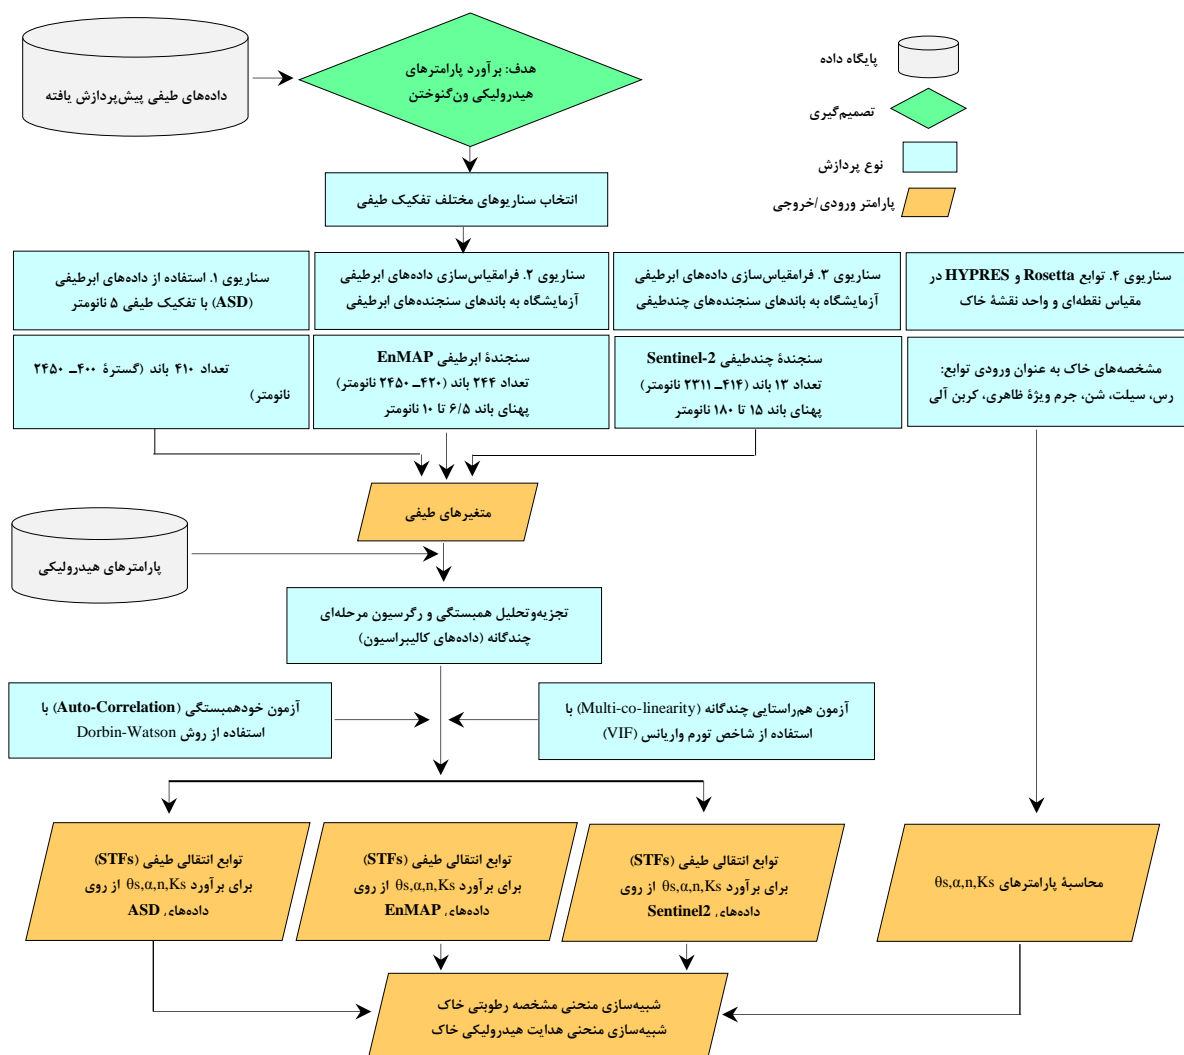 داده‌های طیفی پیش‌پردازش یافته
هدف: برآورد پارامترهای
هیدرولیکی ون‌گنوختن
پایگاه داده
تصمیم‌گیری
نوع پردازش
پارامتر ورودی/خروجی
انتخاب سناریوهای مختلف تفکیک طیفی
سناریوی ۱. استفاده از داده‌های ابرطیفی
(ASD) با تفکیک طیفی ۵ نانومتر
سناریوی ۲. فرامقیاس‌سازی داده‌های ابرطیفی
آزمایشگاه به باندهای سنجنده‌های ابرطیفی
سناریوی ۳. فرامقیاس‌سازی داده‌های ابرطیفی
آزمایشگاه به باندهای سنجنده‌های چندطیفی
سناریوی ۴. توابع Rosetta و HYPRES در
مقیاس نقطه‌ای و واحد نقشهٔ خاک
تعداد ۴۱۰ باند (گسترهٔ ۴۰۰ـ ۲۴۵۰
نانومتر)
سنجندهٔ ابرطیفی EnMAP
تعداد ۲۴۴ باند (۴۲۰ـ ۲۴۵۰ نانومتر)
پهنای باند ۶/۵ تا ۱۰ نانومتر
سنجندهٔ چندطیفی Sentinel-2
تعداد ۱۳ باند (۴۱۴ـ ۲۳۱۱ نانومتر)
پهنای باند ۱۵ تا ۱۸۰ نانومتر
مشخصه‌های خاک به عنوان ورودی توابع:
رس، سیلت، شن، جرم ویژهٔ ظاهری، کربن آلی
متغیرهای طیفی
پارامترهای هیدرولیکی
تجزیه‌وتحلیل همبستگی و رگرسیون مرحله‌ای
چندگانه (داده‌های کالیبراسیون)
آزمون خودهمبستگی (Auto-Correlation) با
استفاده از روش Dorbin-Watson
آزمون هم‌راستایی چندگانه (Multi-co-linearity) با
استفاده از شاخص تورم واریانس (VIF)
توابع انتقالی طیفی (STFs)
برای برآورد θs,α,n,Ks از روی
داده‌های ASD
توابع انتقالی طیفی (STFs)
برای برآورد θs,α,n,Ks از روی
داده‌های EnMAP
توابع انتقالی طیفی (STFs)
برای برآورد θs,α,n,Ks از روی
داده‌های Sentinel2
محاسبهٔ پارامترهای θs,α,n,Ks
شبیه‌سازی منحنی مشخصه رطوبتی خاک
شبیه‌سازی منحنی هدایت هیدرولیکی خاک